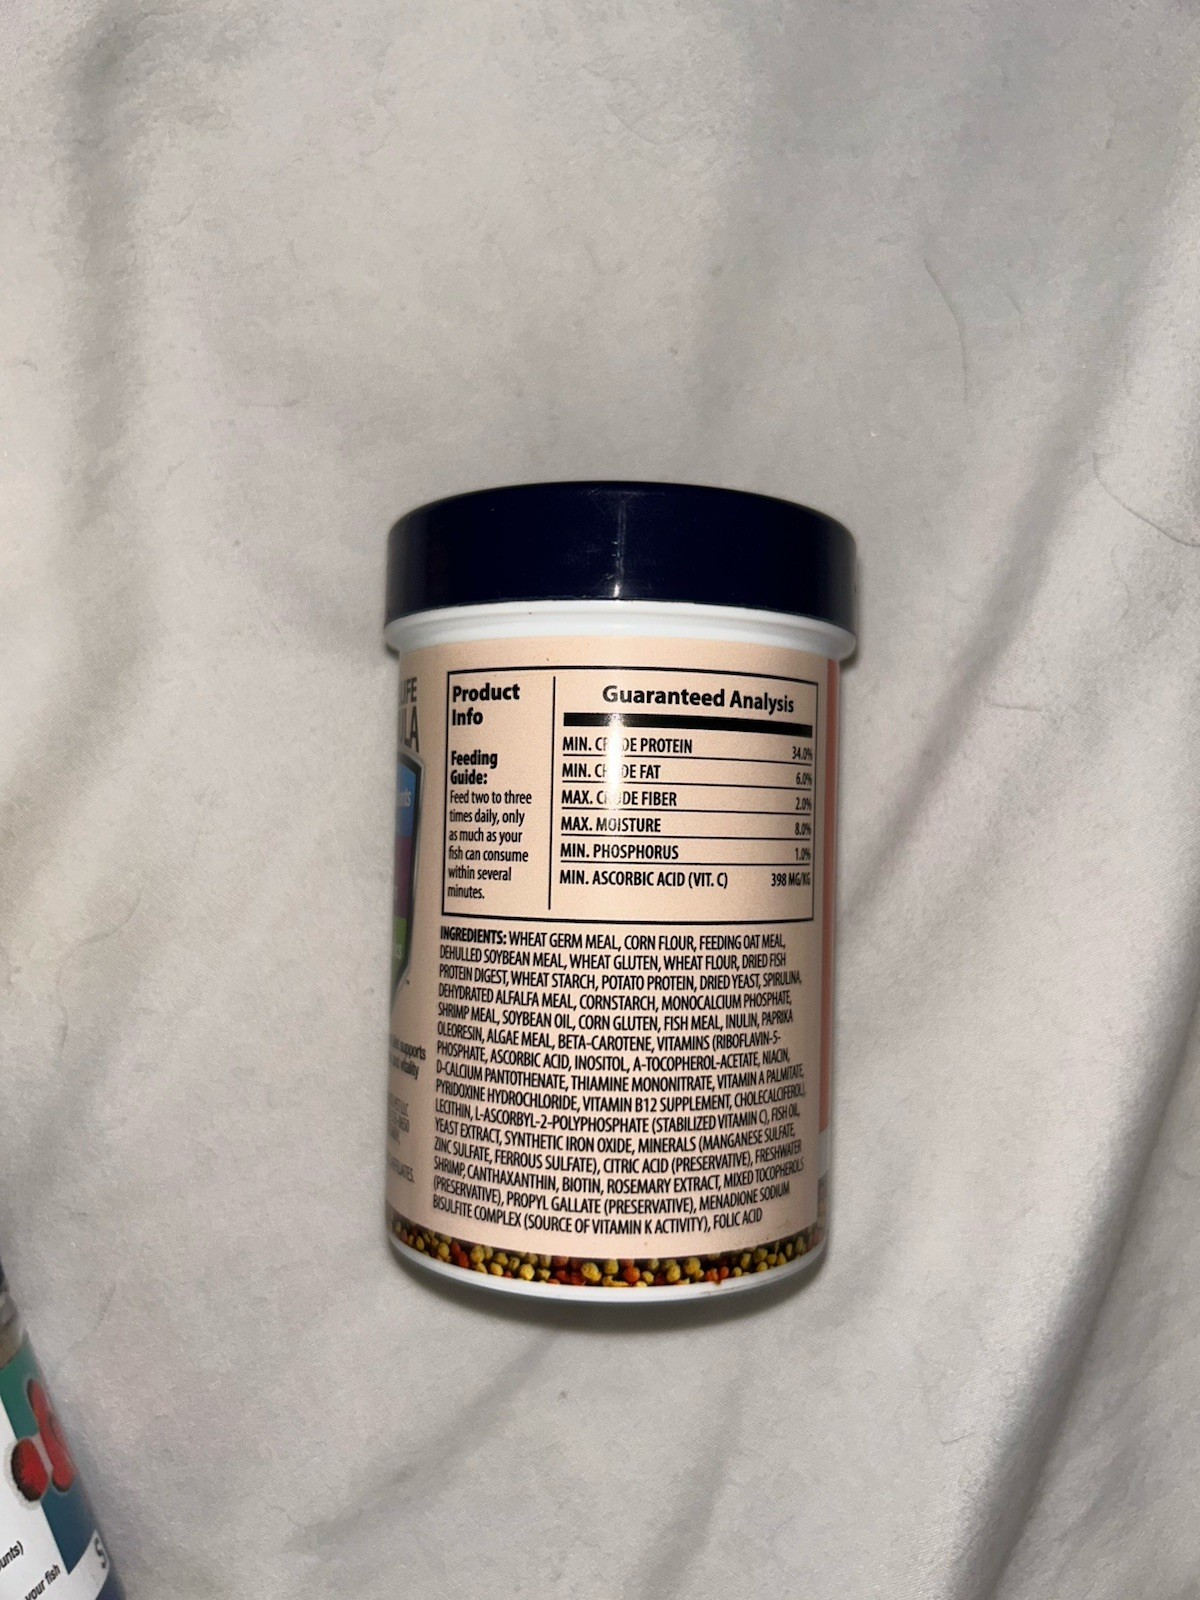 Product
Info
Feeding
Guide:
Feed two to three
times daily, only
as much as your
fish can consume
within several
minutes.
Guaranteed Analysis
MIN. CRUDE PROTEIN 34.0%
MIN. CRUDE FAT 6.0%
MAX. CRUDE FIBER 2.0%
MAX. MOISTURE 8.0%
MIN. PHOSPHORUS 1.0%
MIN. ASCORBIC ACID (VIT. C) 398 MG/KG
INGREDIENTS: WHEAT GERM MEAL, CORN FLOUR, FEEDING OAT MEAL,
DEHULLED SOYBEAN MEAL, WHEAT GLUTEN, WHEAT FLOUR, DRIED FISH
PROTEIN DIGEST, WHEAT STARCH, POTATO PROTEIN, DRIED YEAST, SPIRULINA,
DEHYDRATED ALFALFA MEAL, CORNSTARCH, MONOCALCIUM PHOSPHATE,
SHRIMP MEAL, SOYBEAN OIL, CORN GLUTEN, FISH MEAL, INULIN, PAPRIKA
OLEORESIN, ALGAE MEAL, BETA-CAROTENE, VITAMINS (RIBOFLAVIN-5-
PHOSPHATE, ASCORBIC ACID, INOSITOL, A-TOCOPHEROL-ACETATE, NIACIN,
D-CALCIUM PANTOTHENATE, THIAMINE MONONITRATE, VITAMIN A PALMITATE,
PYRIDOXINE HYDROCHLORIDE, VITAMIN B12 SUPPLEMENT, CHOLECALCIFEROL),
LECITHIN, L-ASCORBYL-2-POLYPHOSPHATE (STABILIZED VITAMIN C), FISH OIL,
YEAST EXTRACT, SYNTHETIC IRON OXIDE, MINERALS (MANGANESE SULFATE,
ZINC SULFATE, FERROUS SULFATE), CITRIC ACID (PRESERVATIVE), FRESHWATER
SHRIMP, CANTHAXANTHIN, BIOTIN, ROSEMARY EXTRACT, MIXED TOCOPHEROLS
(PRESERVATIVE), PROPYL GALLATE (PRESERVATIVE), MENADIONE SODIUM
BISULFITE COMPLEX (SOURCE OF VITAMIN K ACTIVITY), FOLIC ACID
supports
vitality
your fish